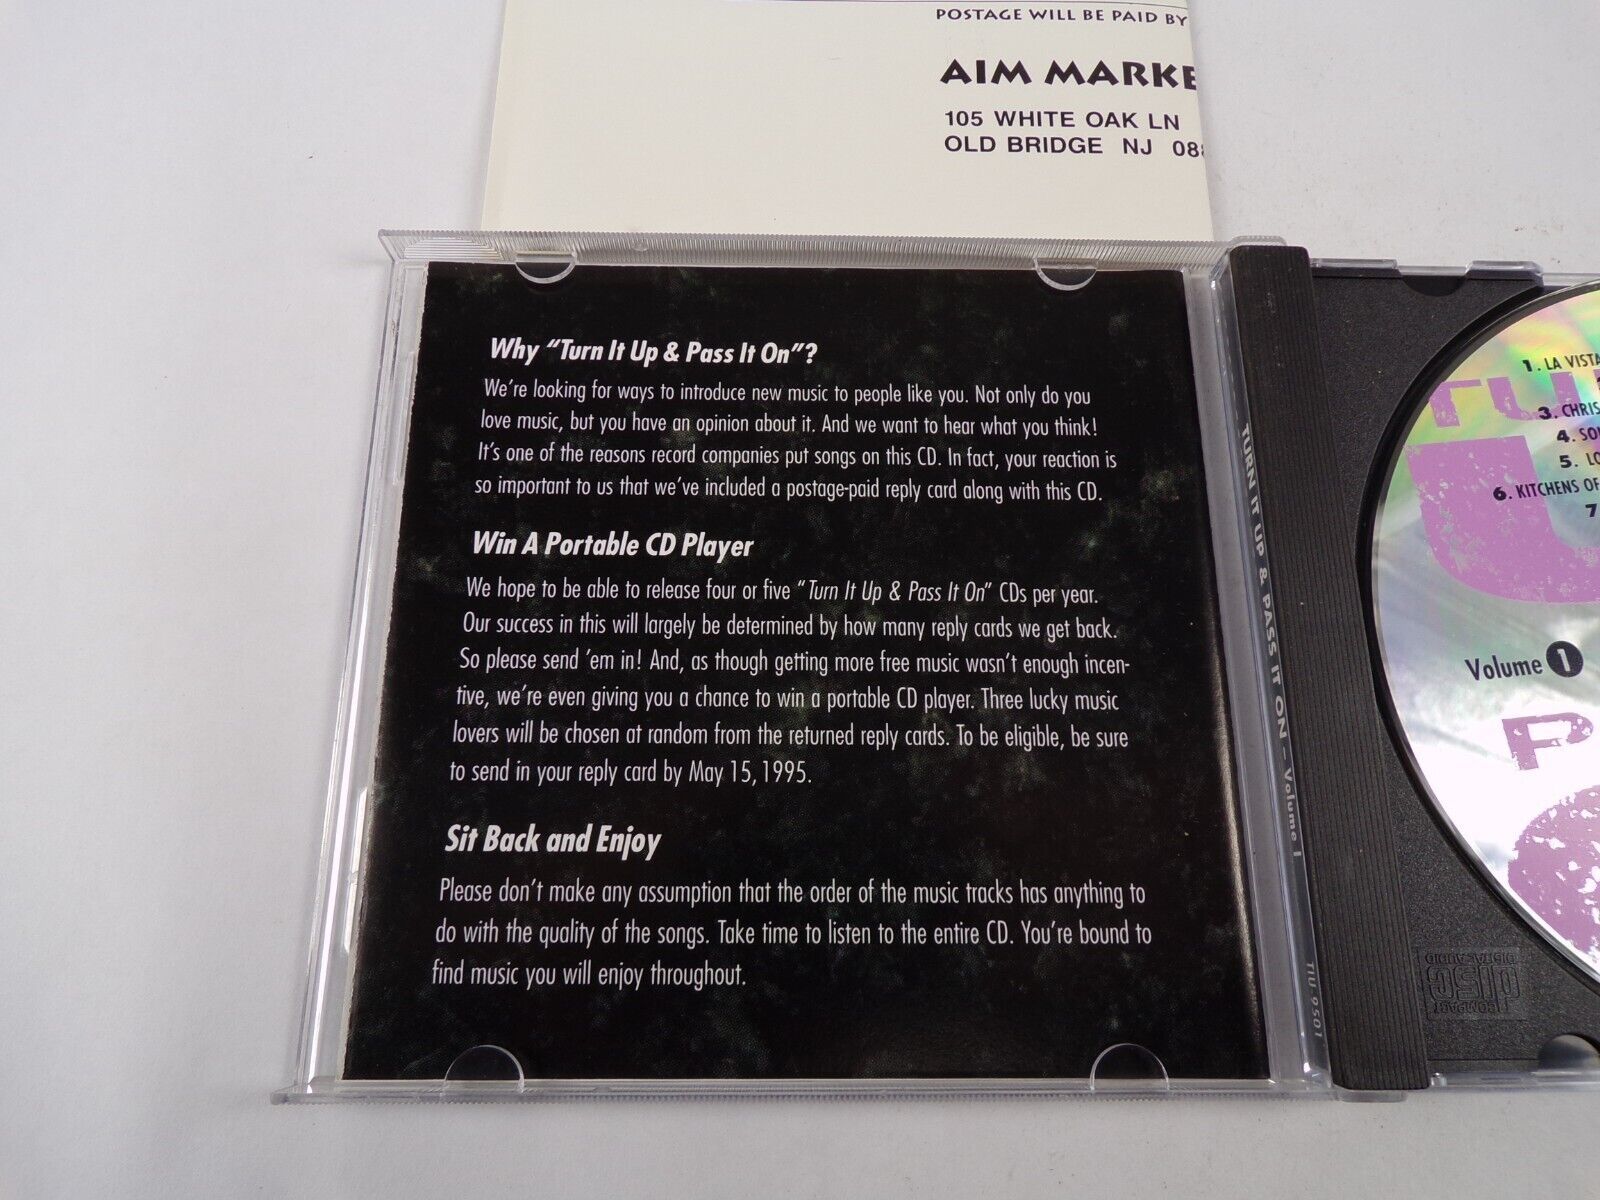 POSTAGE WILL BE PAID BY
AIM MARKE
105 WHITE OAK LN
OLD BRIDGE NJ 088
Why "Turn It Up & Pass It On"?
We're looking for ways to introduce new music to people like you. Not only do you
love music, but you have an opinion about it. And we want to hear what you think!
It's one of the reasons record companies put songs on this CD. In fact, your reaction is
so important to us that we've included a postage-paid reply card along with this CD.
Win A Portable CD Player
We hope to be able to release four or five "Turn It Up & Pass It On" CDs per year.
Our success in this will largely be determined by how many reply cards we get back.
So please send 'em in! And, as though getting more free music wasn't enough incen-
tive, we're even giving you a chance to win a portable CD player. Three lucky music
lovers will be chosen at random from the returned reply cards. To be eligible, be sure
to send in your reply card by May 15, 1995.
Sit Back and Enjoy
Please don't make any assumption that the order of the music tracks has anything to
do with the quality of the songs. Take time to listen to the entire CD. You're bound to
find music you will enjoy throughout.
TURN IT UP & PASS IT ON – Volume I
TIU 9501
1. LA VISTA
3. CHRIS
4. SO
5. LO
6. KITCHENS OF
7
TU
U
Volume 1
P
COMPACT
disc
DIGITAL AUDIO